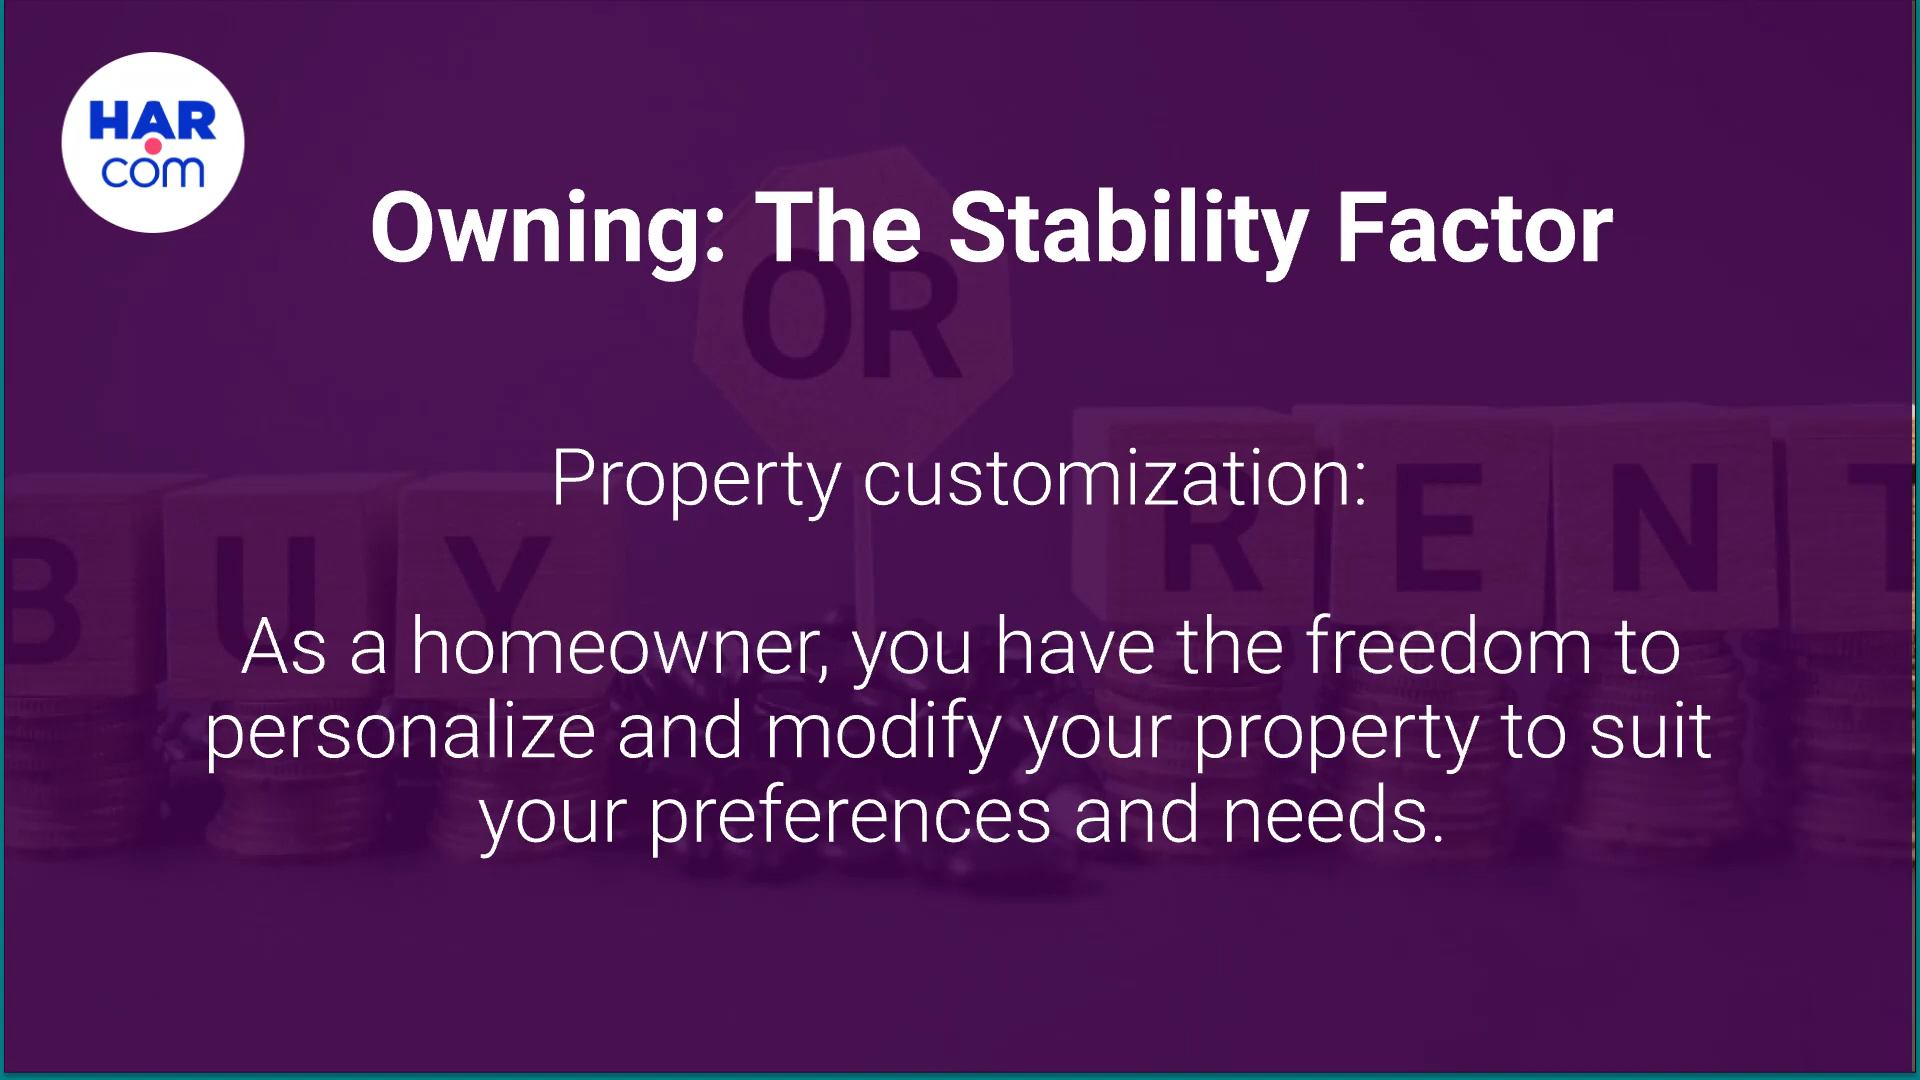 HAR
com
Owning: The Stability Factor
OR
Property customization:
BUY
RENT
As a homeowner, you have the freedom to
personalize and modify your property to suit
your preferences and needs.